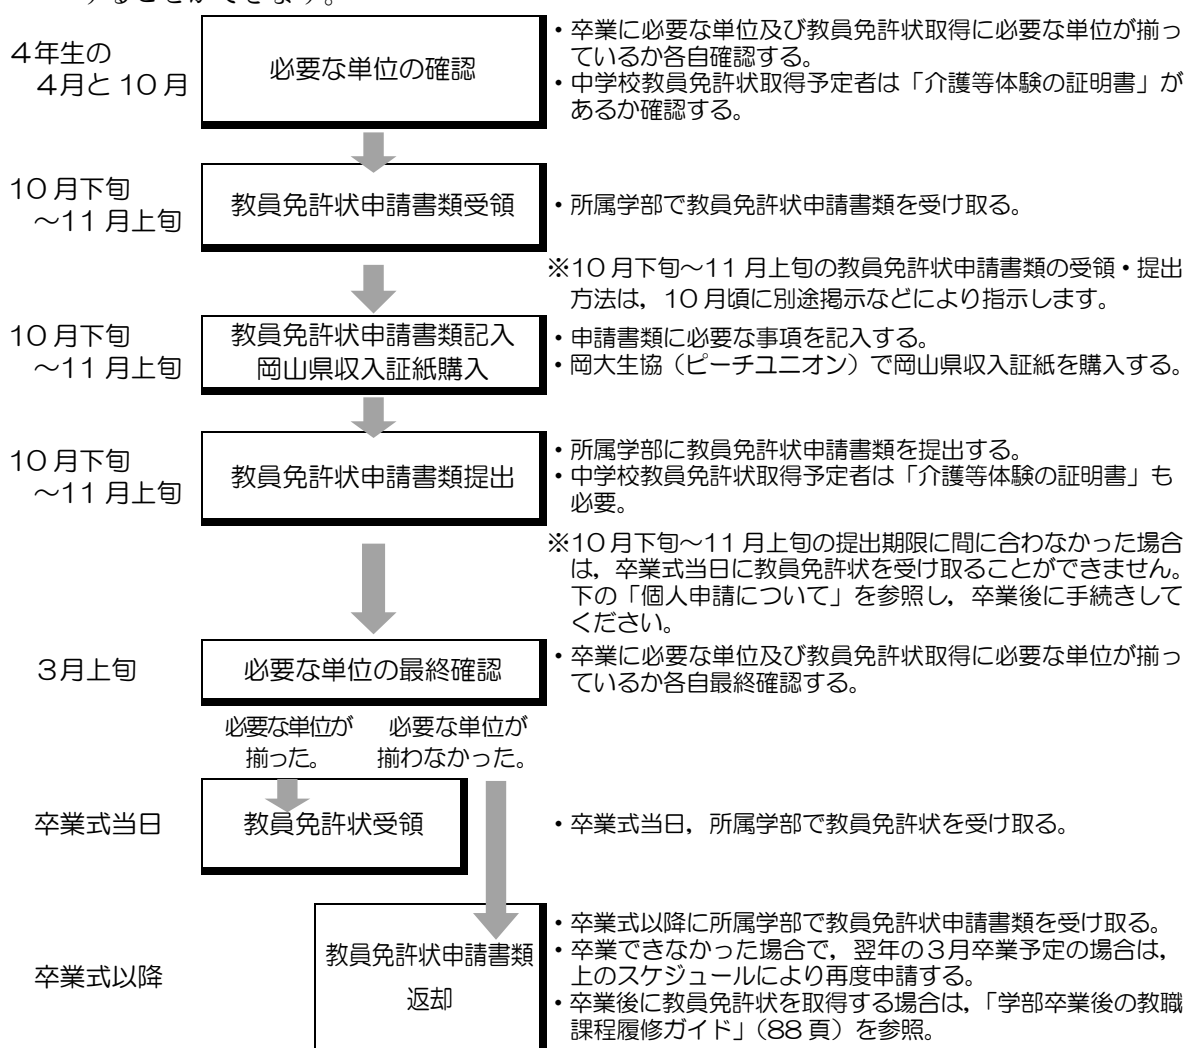 することができます。
4年生の
4月と10月
必要な単位の確認
・卒業に必要な単位及び教員免許状取得に必要な単位が揃っ
ているか各自確認する。
・中学校教員免許状取得予定者は「介護等体験の証明書」が
あるか確認する。
10月下旬
～11月上旬
教員免許状申請書類受領
・所属学部で教員免許状申請書類を受け取る。
※10月下旬～11月上旬の教員免許状申請書類の受領・提出
方法は，10月頃に別途掲示などにより指示します。
10月下旬
～11月上旬
教員免許状申請書類記入
岡山県収入証紙購入
・申請書類に必要な事項を記入する。
・岡大生協（ピーチユニオン）で岡山県収入証紙を購入する。
10月下旬
～11月上旬
教員免許状申請書類提出
・所属学部に教員免許状申請書類を提出する。
・中学校教員免許状取得予定者は「介護等体験の証明書」も
必要。
※10月下旬～11月上旬の提出期限に間に合わなかった場合
は，卒業式当日に教員免許状を受け取ることができません。
下の「個人申請について」を参照し，卒業後に手続きして
ください。
3月上旬
必要な単位の最終確認
・卒業に必要な単位及び教員免許状取得に必要な単位が揃っ
ているか各自最終確認する。
必要な単位が
揃った。
必要な単位が
揃わなかった。
卒業式当日
教員免許状受領
・卒業式当日，所属学部で教員免許状を受け取る。
卒業式以降
教員免許状申請書類
返却
・卒業式以降に所属学部で教員免許状申請書類を受け取る。
・卒業できなかった場合で，翌年の3月卒業予定の場合は，
上のスケジュールにより再度申請する。
・卒業後に教員免許状を取得する場合は，「学部卒業後の教職
課程履修ガイド」（88頁）を参照。